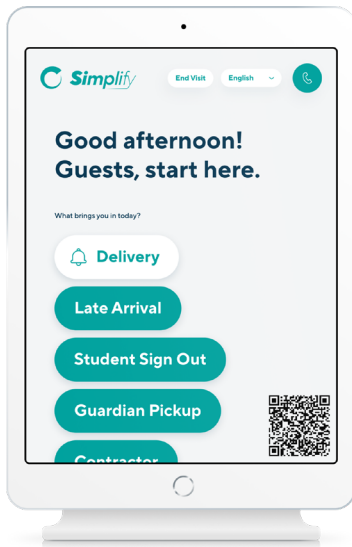 Simplify
End Visit
English
Good afternoon!
Guests, start here.
What brings you in today?
Delivery
Late Arrival
Student Sign Out
Guardian Pickup
Contractor